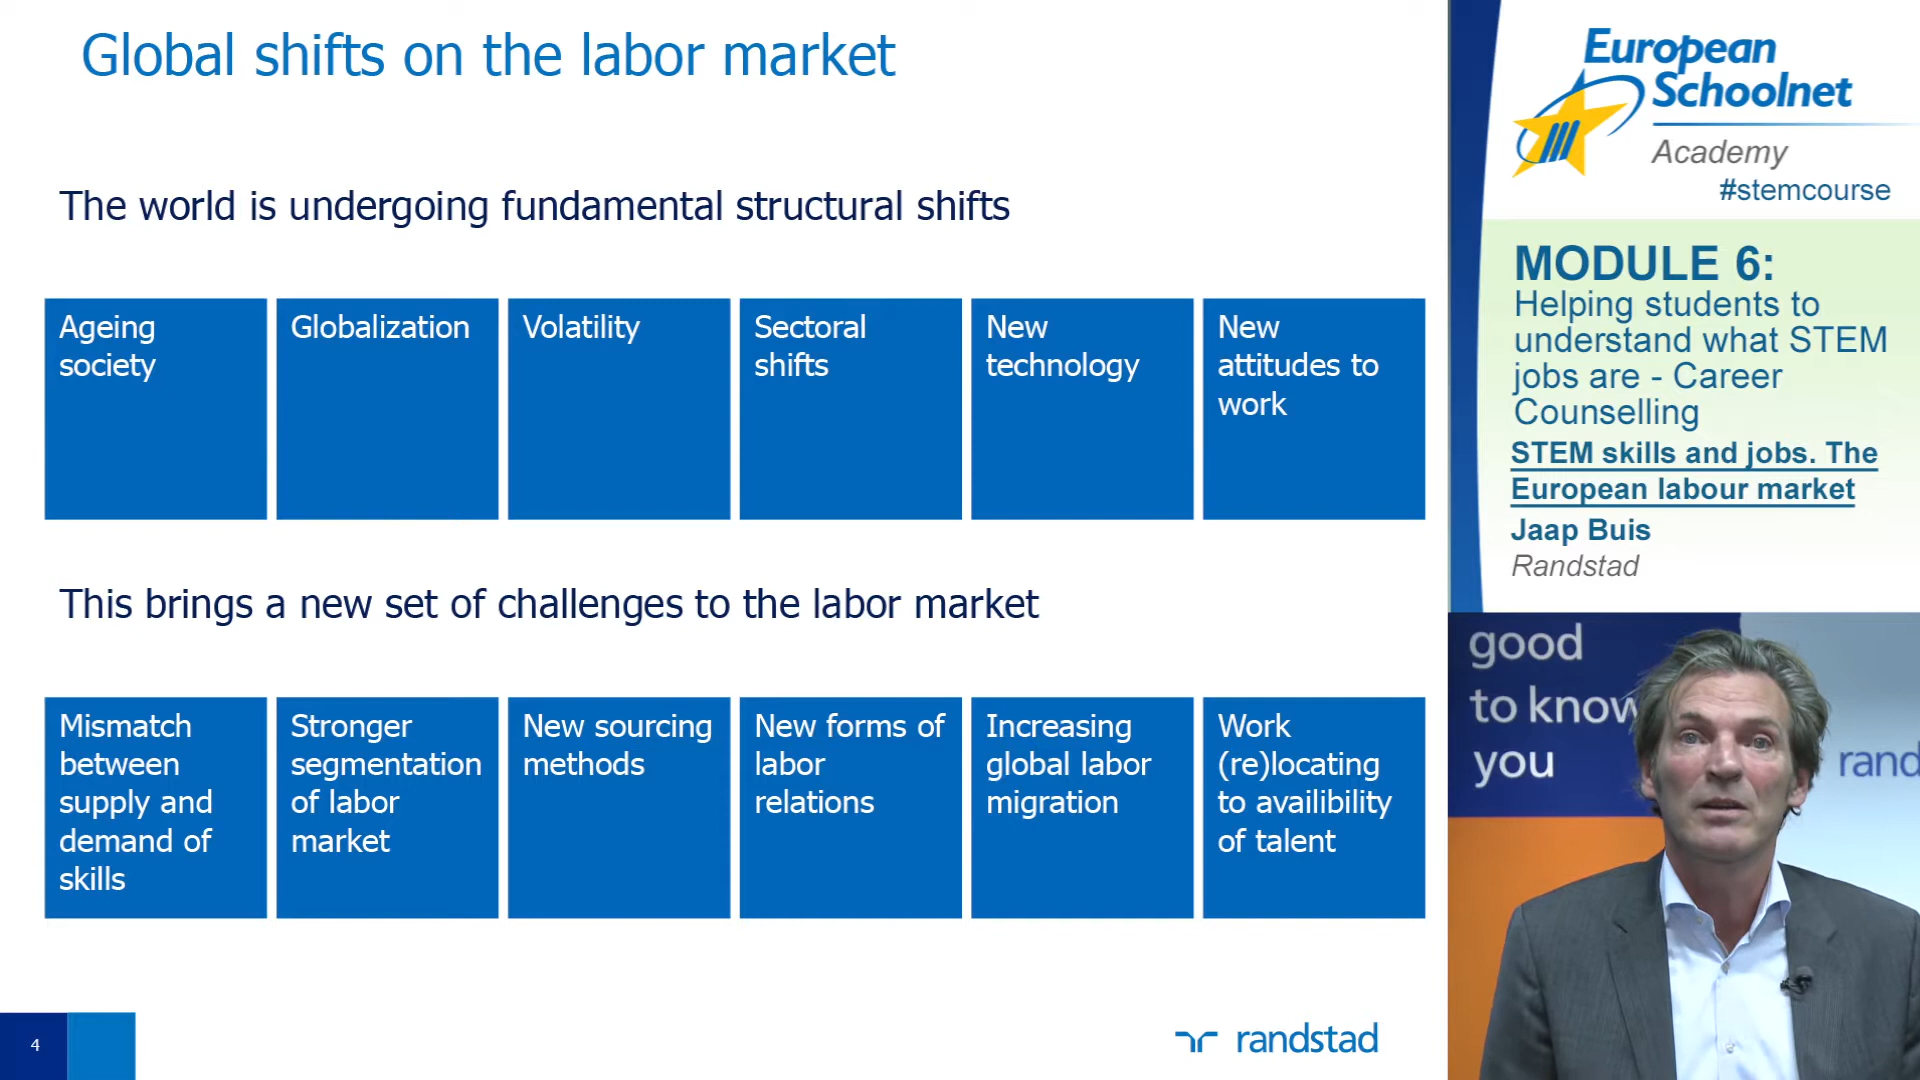 Global shifts on the labor market
The world is undergoing fundamental structural shifts
Ageing
society
Globalization
Volatility
Sectoral
shifts
New
technology
New
attitudes to
work
This brings a new set of challenges to the labor market
Mismatch
between
supply and
demand of
skills
Stronger
segmentation
of labor
market
New sourcing
methods
New forms of
labor
relations
Increasing
global labor
migration
Work
(re)locating
to availibility
of talent
4
randstad
European
Schoolnet
Academy
#stemcourse
MODULE 6:
Helping students to
understand what STEM
jobs are - Career
Counselling
STEM skills and jobs. The
European labour market
Jaap Buis
Randstad
good
to know
you
rand